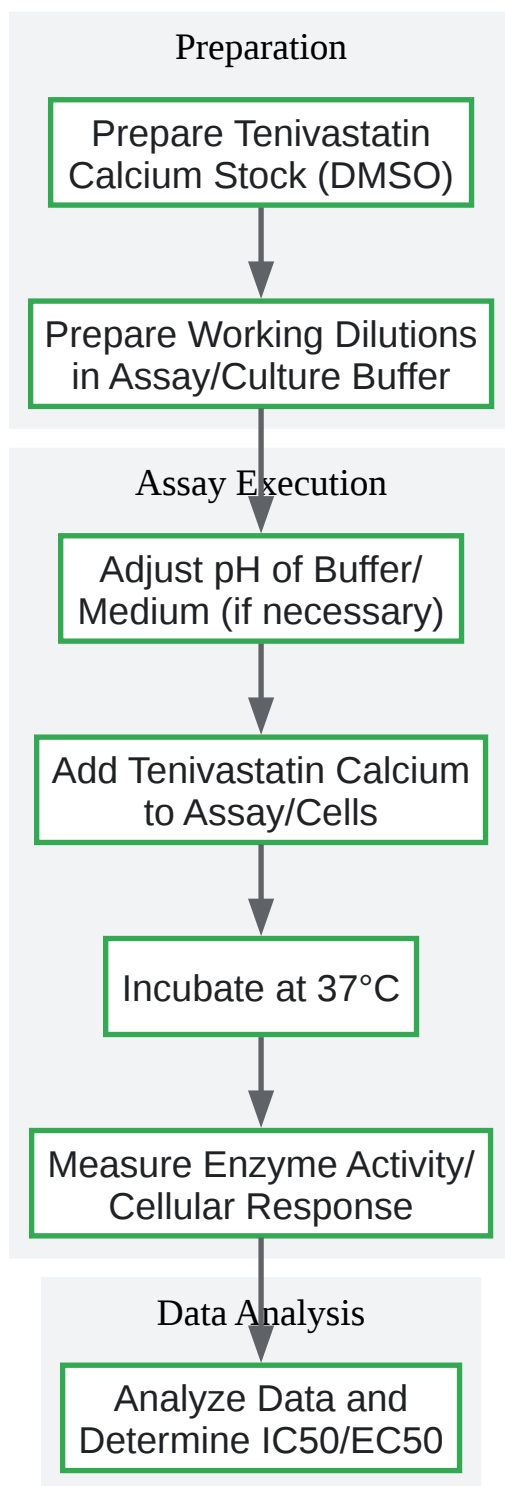 Preparation
Prepare Tenivastatin
Calcium Stock (DMSO)
Prepare Working Dilutions
in Assay/Culture Buffer
Assay Execution
Adjust pH of Buffer/
Medium (if necessary)
Add Tenivastatin Calcium
to Assay/Cells
Incubate at 37°C
Measure Enzyme Activity/
Cellular Response
Data Analysis
Analyze Data and
Determine IC50/EC50